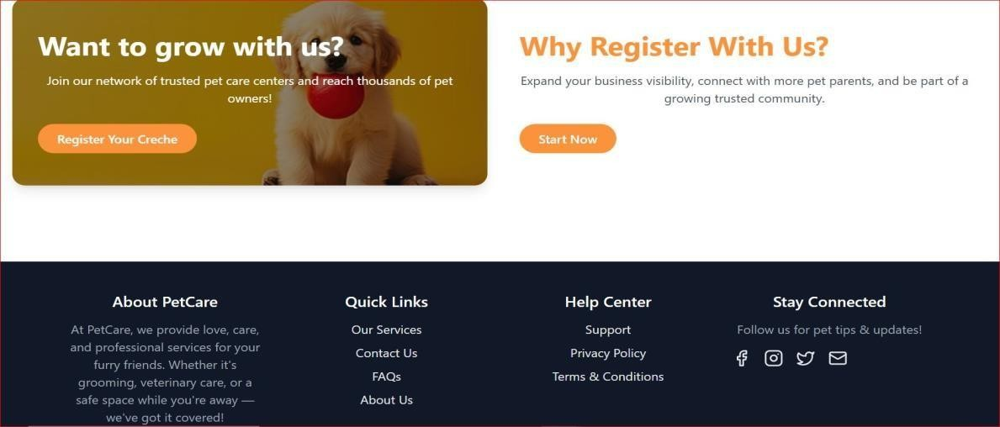 Want to grow with us?
Join our network of trusted pet care centers and reach thousands of pet
owners!
Register Your Creche
Why Register With Us?
Expand your business visibility, connect with more pet parents, and be part of a
growing trusted community.
Start Now
About PetCare
At PetCare, we provide love, care,
and professional services for your
furry friends. Whether it's
grooming, veterinary care, or a
safe space while you're away —
we've got it covered!
Quick Links
Our Services
Contact Us
FAQs
About Us
Help Center
Support
Privacy Policy
Terms & Conditions
Stay Connected
Follow us for pet tips & updates!